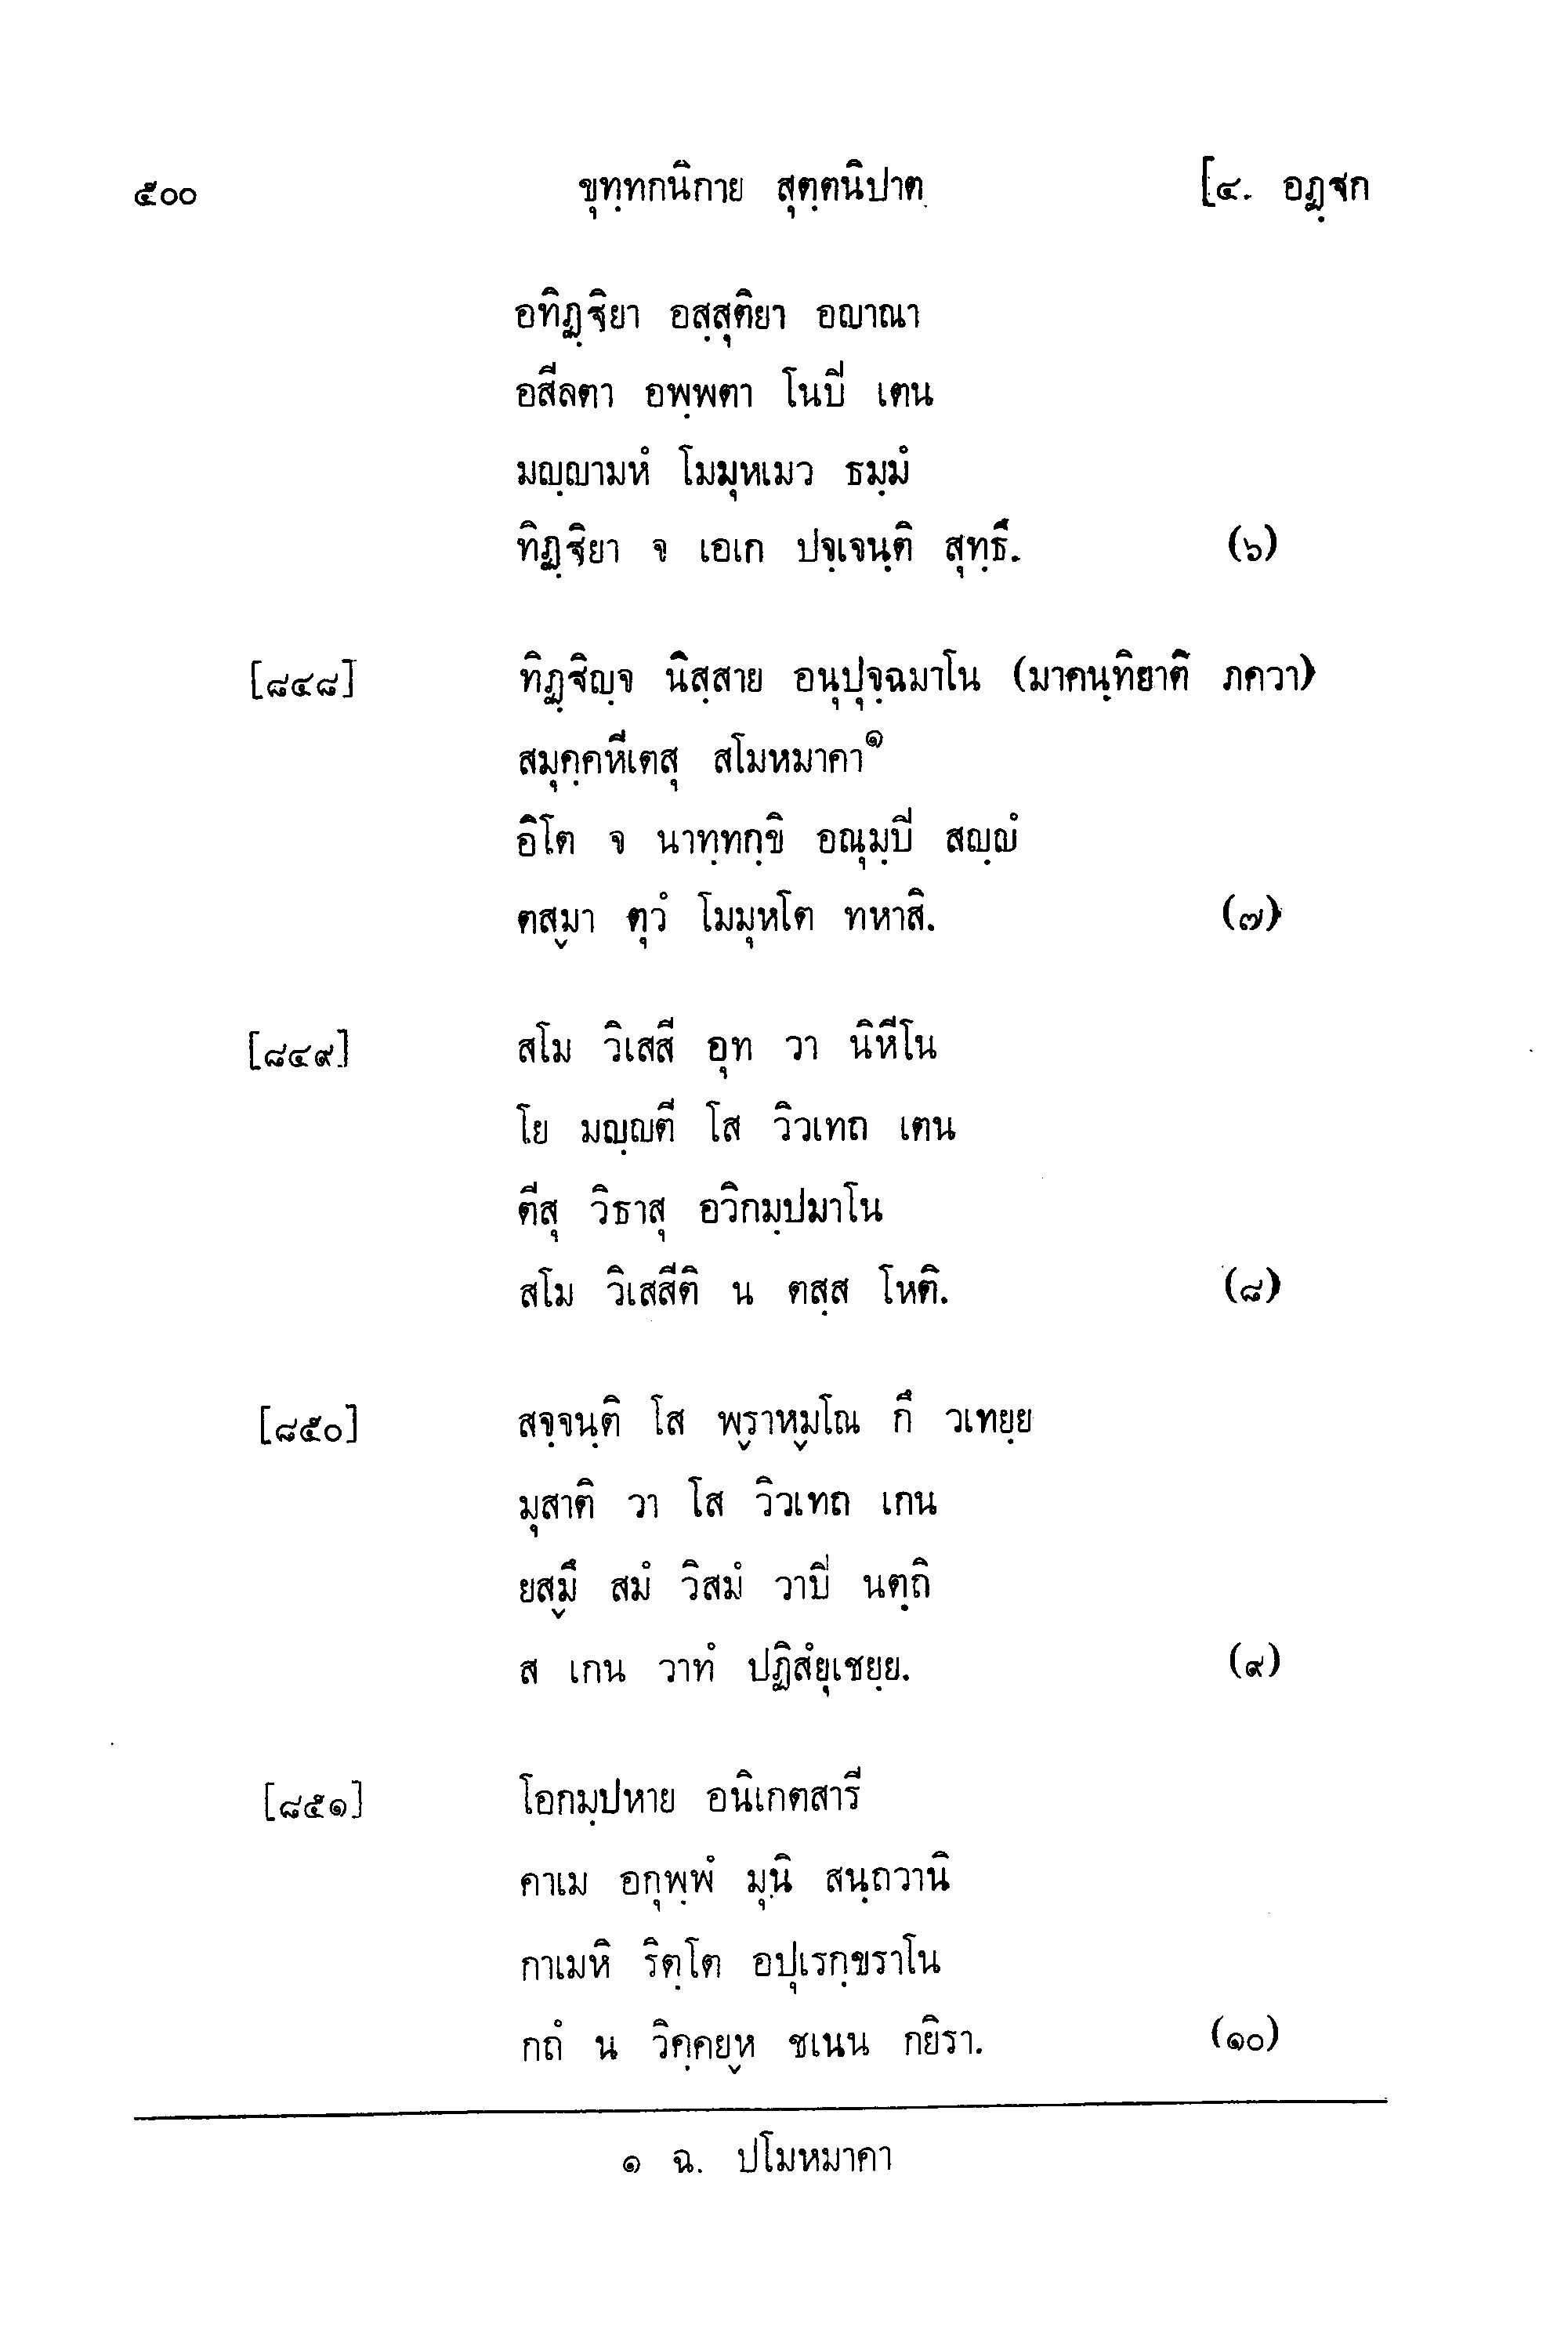 ๕๐๐ ขุทฺทกนิกาย สุตฺตนิปาต [๔. อฏฺฐก
อทิฏฺฐิยา อสฺสุติยา อญาณา
อสีลตา อพฺพตา โนปิ เตน
มญฺญามหํ โมมุหเมว ธมฺมํ
ทิฏฺฐิยา จ เอเก ปจฺเจนฺติ สุทฺธึ. (๖)
[๘๔๘] ทิฏฺฐิญฺจ นิสฺสาย อนุปุจฺฉมาโน (มาคนฺทิยาติ ภควา)
สมุคฺคหีเตสุ สโมหมาคา๑
อิโต จ นาทฺทกฺขิ อณุมฺปิ สญฺญํ
ตสฺมา ตุวํ โมมุหโต ทหาสิ. (๗)
[๘๔๙] สโม วิเสสี อุท วา นิหีโน
โย มญฺญตี โส วิวเทถ เตน
ตีสุ วิธาสุ อวิกมฺปมาโน
สโม วิเสสีติ น ตสฺส โหติ. (๘)
[๘๕๐] สจฺจนฺติ โส พฺราหฺมโณ กึ วเทยฺย
มุสาติ วา โส วิวเทถ เกน
ยสฺมึ สมํ วิสมํ วาปิ นตฺถิ
ส เกน วาทํ ปฏิสํยุเชยฺย. (๙)
[๘๕๑] โอกมฺปหาย อนิเกตสารี
คาเม อกุพฺพํ มุนิ สนฺถวานิ
กาเมหิ ริตฺโต อปุเรกฺขราโน
กถํ น วิคฺคยฺห ชเนน กยิรา. (๑๐)
๑ ฉ. ปโมหมาคา